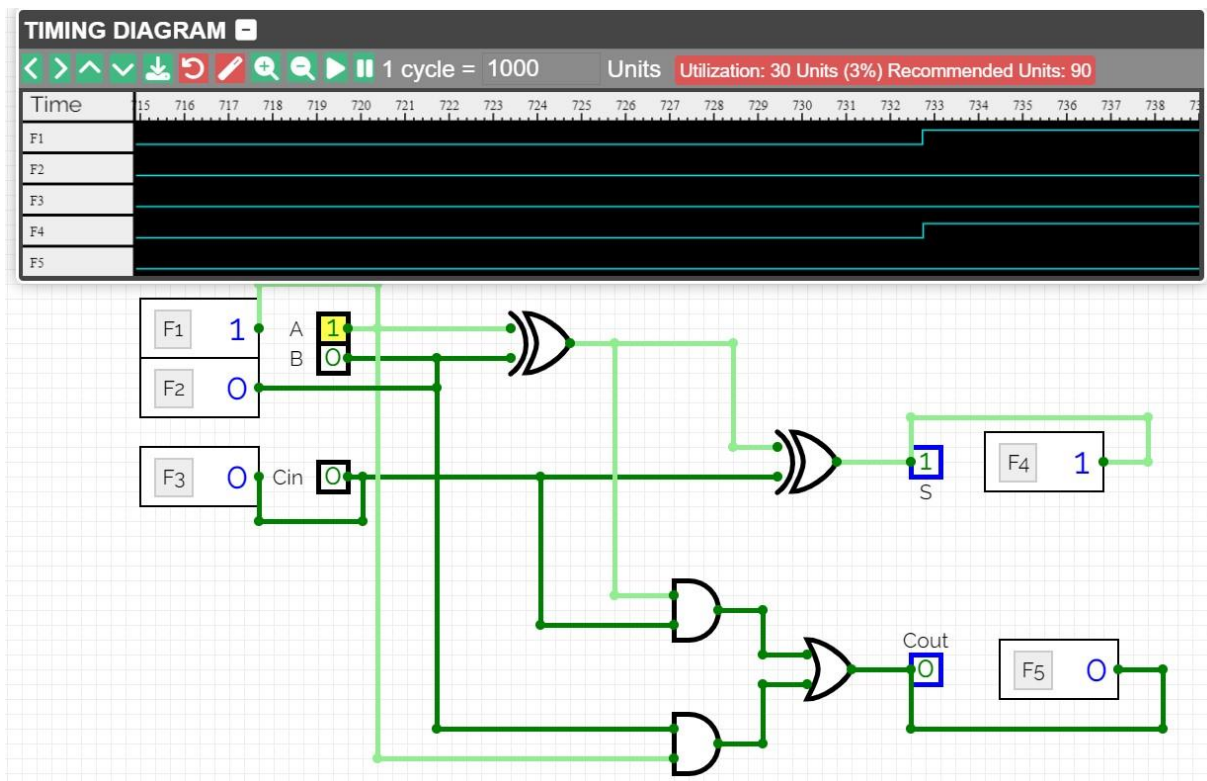 TIMING DIAGRAM
1 cycle = 1000 Units Utilization: 30 Units (3%) Recommended Units: 90
Time 15 716 717 718 719 720 721 722 723 724 725 726 727 728 729 730 731 732 733 734 735 736 737 738 73
F1
F2
F3
F4
F5
F1 1 A 1
B 0
F2 0
F3 0 Cin 0
1 F4 1
S
Cout
0 F5 0